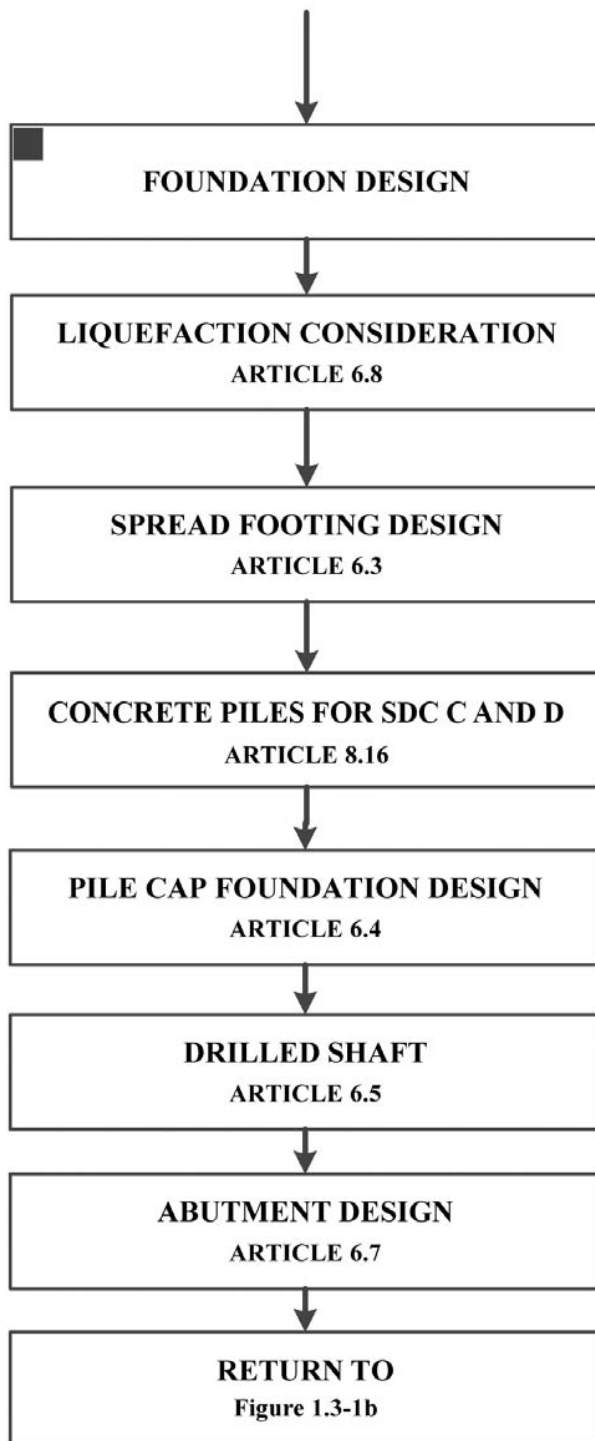 FOUNDATION DESIGN
LIQUEFACTION CONSIDERATION
ARTICLE 6.8
SPREAD FOOTING DESIGN
ARTICLE 6.3
CONCRETE PILES FOR SDC C AND D
ARTICLE 8.16
PILE CAP FOUNDATION DESIGN
ARTICLE 6.4
DRILLED SHAFT
ARTICLE 6.5
ABUTMENT DESIGN
ARTICLE 6.7
RETURN TO
Figure 1.3-1b